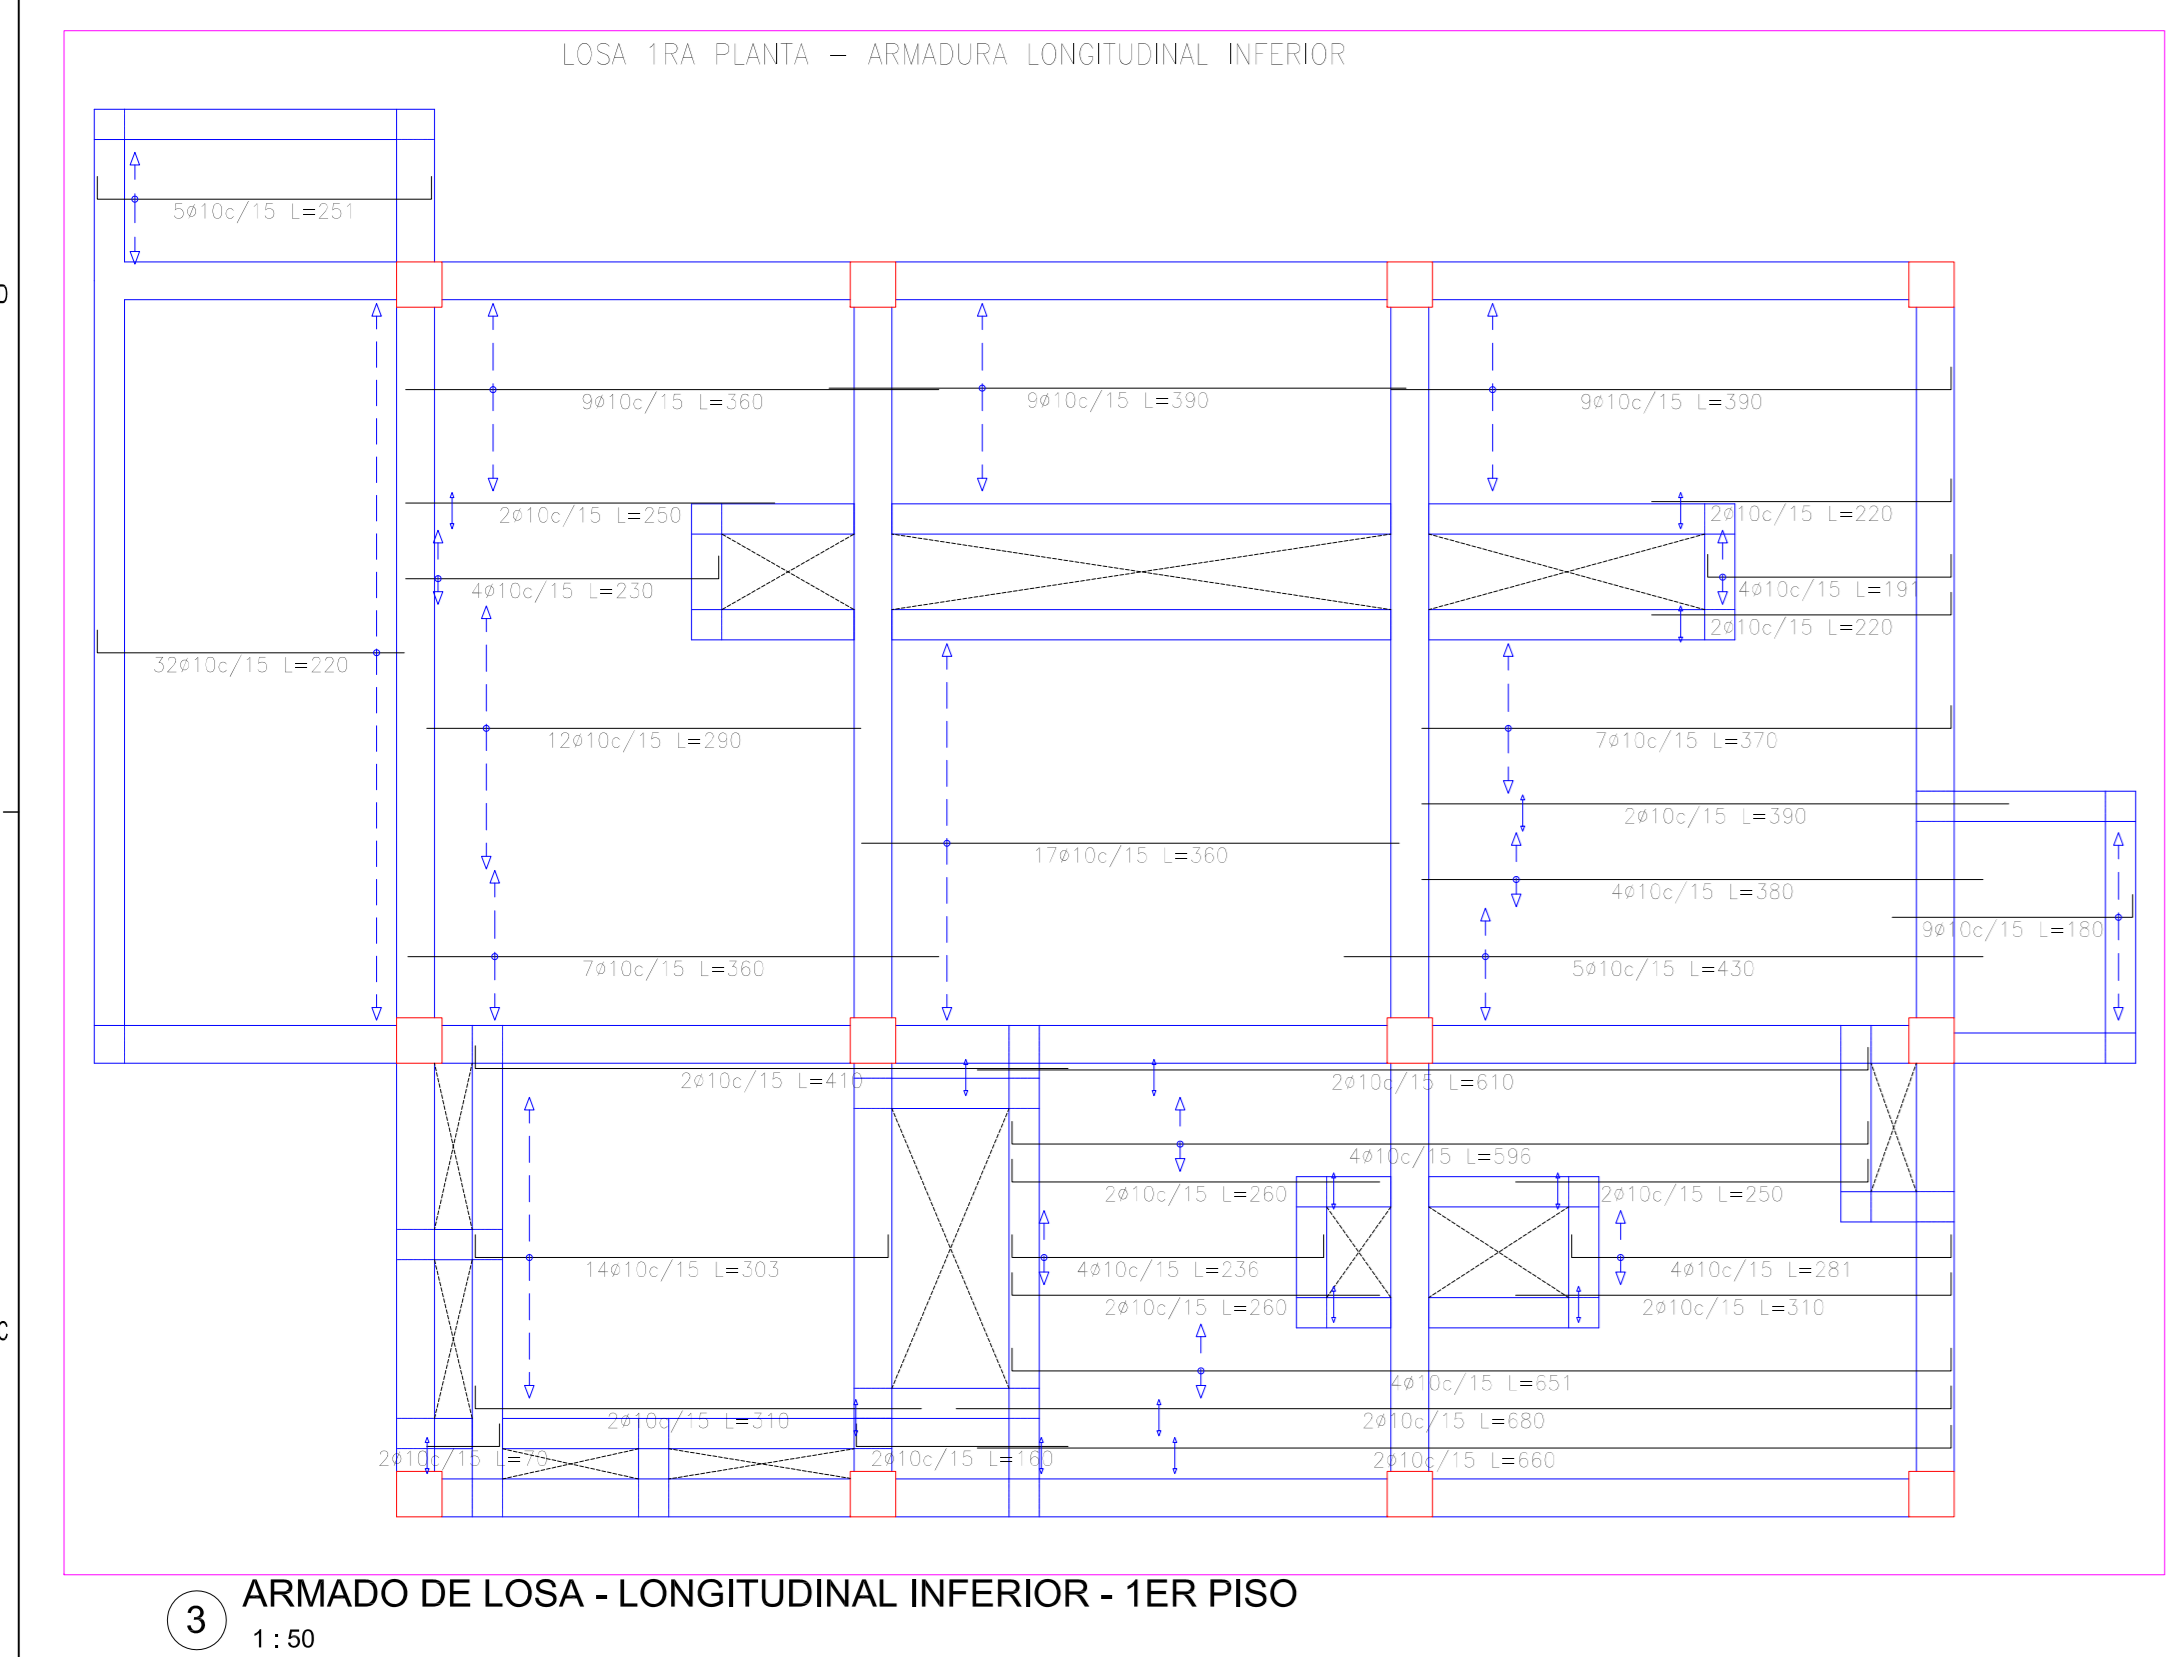 LOSA 1RA PLANTA – ARMADURA LONGITUDINAL INFERIOR
5ø10c/15 L=251
9ø10c/15 L=360
9ø10c/15 L=390
9ø10c/15 L=390
2ø10c/15 L=250
2ø10c/15 L=220
4ø10c/15 L=230
4ø10c/15 L=191
2ø10c/15 L=220
32ø10c/15 L=220
12ø10c/15 L=290
7ø10c/15 L=370
2ø10c/15 L=390
17ø10c/15 L=360
4ø10c/15 L=380
9ø10c/15 L=180
7ø10c/15 L=360
5ø10c/15 L=430
2ø10c/15 L=410
2ø10c/15 L=610
4ø10c/15 L=596
2ø10c/15 L=260
2ø10c/15 L=250
14ø10c/15 L=303
4ø10c/15 L=236
4ø10c/15 L=281
2ø10c/15 L=260
2ø10c/15 L=310
4ø10c/15 L=651
2ø10c/15 L=310
2ø10c/15 L=680
2ø10c/15 L=70
2ø10c/15 L=160
2ø10c/15 L=660
3
ARMADO DE LOSA - LONGITUDINAL INFERIOR - 1ER PISO
1 : 50